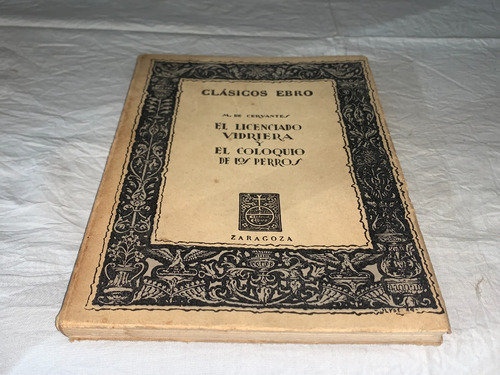 CLÁSICOS EBRO
M. DE CERVANTES
EL LICENCIADO
VIDRIERA
Y
EL COLOQUIO
DE LOS PERROS
ZARAGOZA